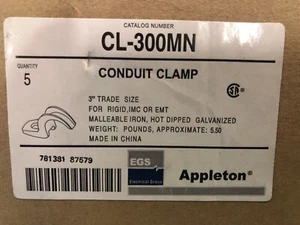 CATALOG NUMBER
CL-300MN
QUANTITY
5
CONDUIT CLAMP
3" TRADE SIZE
FOR RIGID,IMC OR EMT
MALLEABLE IRON, HOT DIPPED GALVANIZED
WEIGHT: POUNDS, APPROXIMATE: 5.50
MADE IN CHINA
781381 87579
EGS
Electrical Group
Appleton®